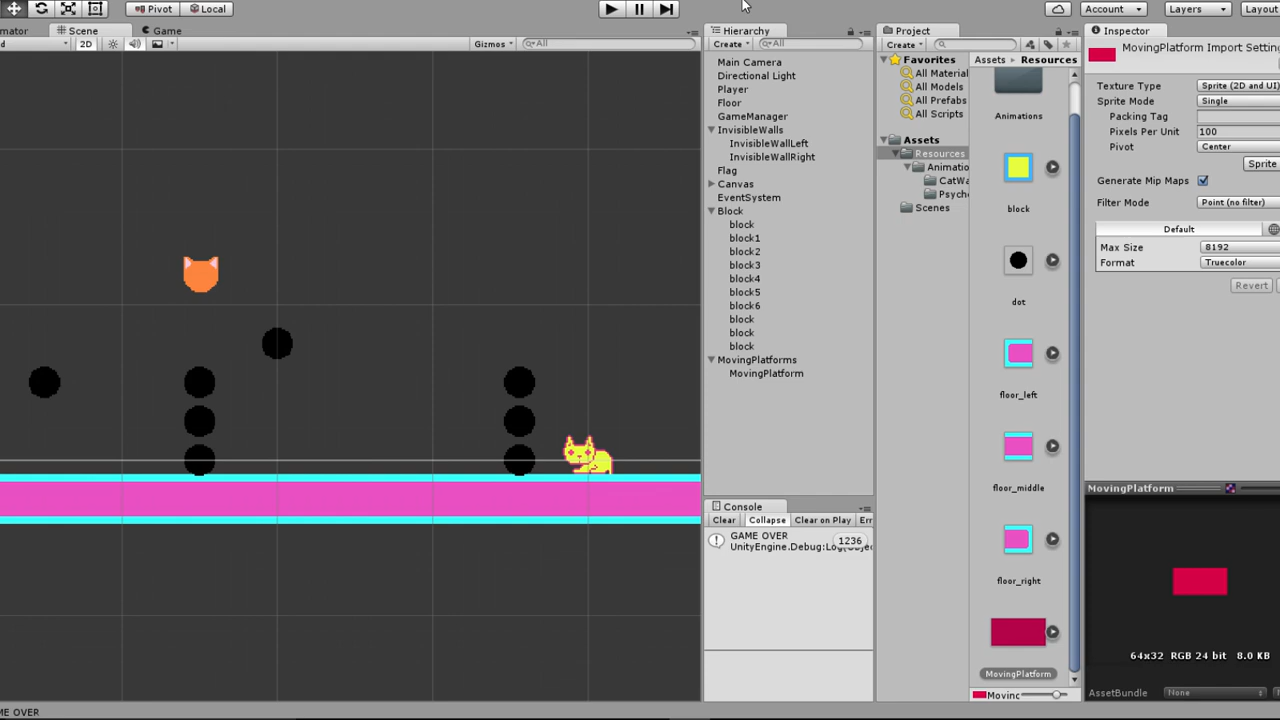 Pivot
Local
Account
Layers
Layout
Scene
Game
2D
Gizmos
All
Hierarchy
Create
All
Main Camera
Directional Light
Player
Floor
GameManager
InvisibleWalls
InvisibleWallLeft
InvisibleWallRight
Flag
Canvas
EventSystem
Block
block
block1
block2
block3
block4
block5
block6
block
block
block
MovingPlatforms
MovingPlatform
Console
Clear
Collapse
Clear on Play
GAME OVER
1236
Project
Create
Favorites
All Material
All Models
All Prefabs
All Scripts
Assets
Resources
Animatio
CatWa
Psych
Scenes
Assets
Resources
Animations
block
dot
floor_left
floor_middle
floor_right
MovingPlatform
Inspector
Texture Type
Sprite (2D and UI)
Sprite Mode
Single
Packing Tag
Pixels Per Unit
100
Pivot
Center
Sprite
Generate Mip Maps
Filter Mode
Point (no filter)
Default
Max Size
8192
Format
Truecolor
Revert
MovingPlatform
64x32 RGB 24 bit 8.0 KB
AssetBundle
None
ME OVER